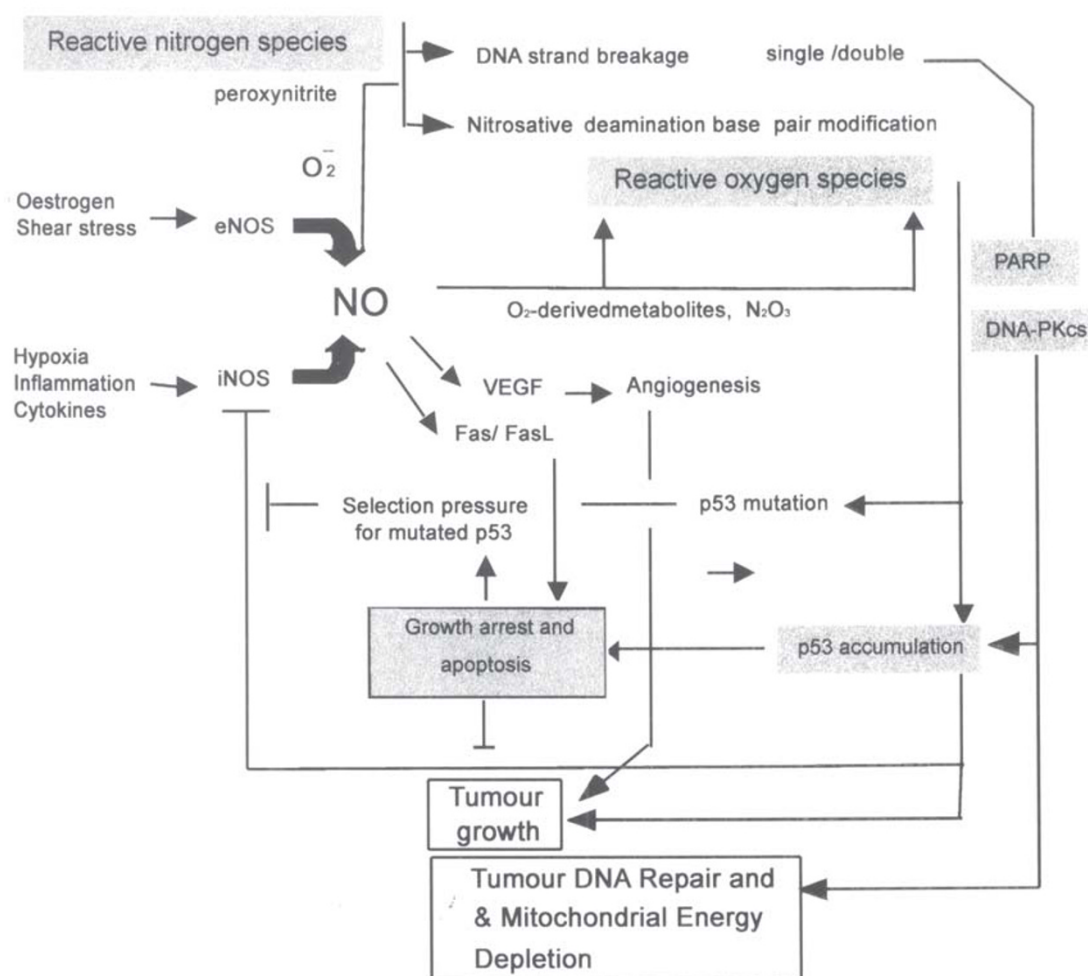 Reactive nitrogen species
DNA strand breakage single /double
peroxynitrite
Nitrosative deamination base pair modification
O₂⁻
Reactive oxygen species
Oestrogen
Shear stress
eNOS
PARP
NO
O₂-derivedmetabolites, N₂O₃
DNA-PKcs
Hypoxia
Inflammation
Cytokines
iNOS
VEGF
Angiogenesis
Fas/ FasL
Selection pressure
for mutated p53
p53 mutation
Growth arrest and
apoptosis
p53 accumulation
Tumour
growth
Tumour DNA Repair and
& Mitochondrial Energy
Depletion